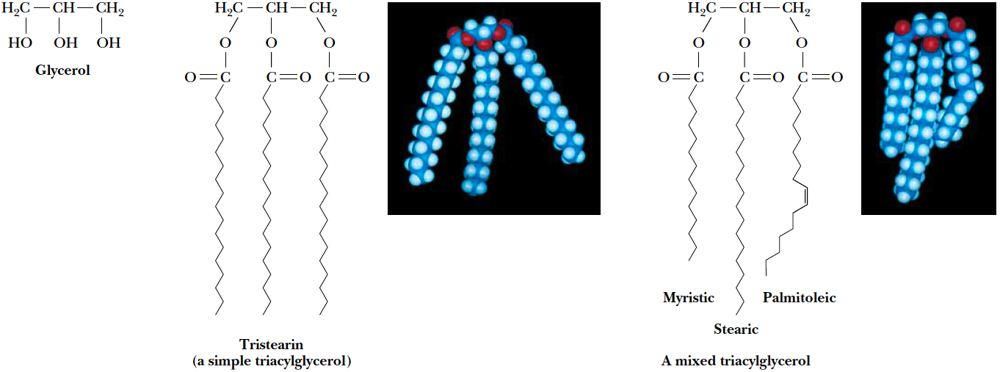 H₂C — CH — CH₂
HO OH OH
Glycerol
H₂C — CH — CH₂
O O O
O=C C=O C=O
Tristearin
(a simple triacylglycerol)
H₂C — CH — CH₂
O O O
O=C C=O C=O
Myristic
Palmitoleic
Stearic
A mixed triacylglycerol